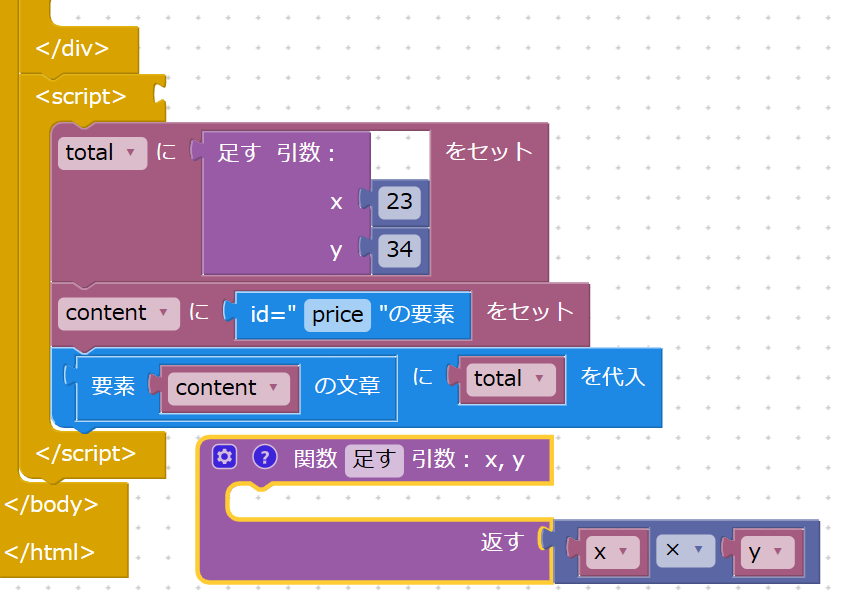 </div>
<script>
total に 足す 引数： をセット
x 23
y 34
content に id=" price "の要素 をセット
要素 content の文章 に total を代入
</script>
? 関数 足す 引数： x, y
返す x × y
</body>
</html>